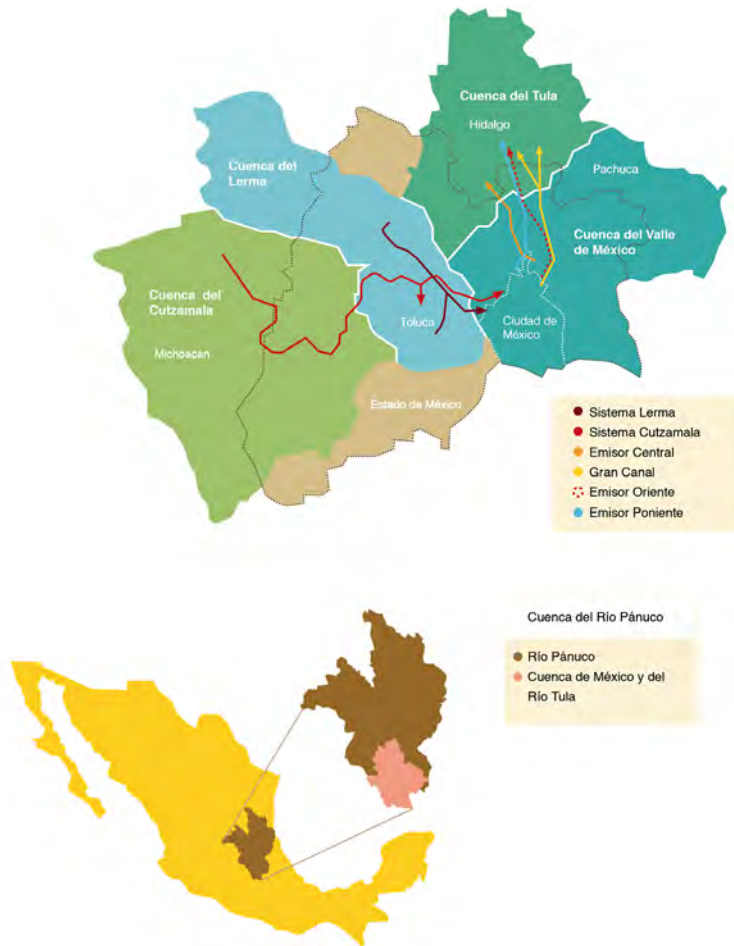 Cuenca del Tula
Hidalgo
Cuenca del
Lerma
Pachuca
Cuenca del Valle
de México
Cuenca del
Cutzamala
Michoacán
Toluca
Ciudad de
México
Estado de México
Sistema Lerma
Sistema Cutzamala
Emisor Central
Gran Canal
Emisor Oriente
Emisor Poniente
Cuenca del Río Pánuco
Río Pánuco
Cuenca de México y del
Río Tula